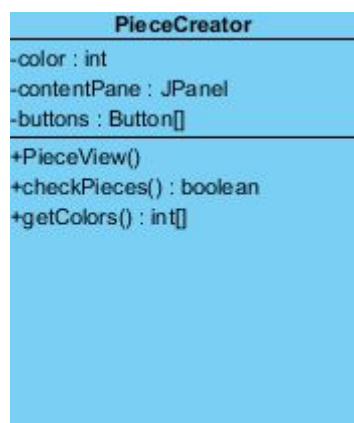 PieceCreator
-color : int
-contentPane : JPanel
-buttons : Button[]
+PieceView()
+checkPieces() : boolean
+getColors() : int[]